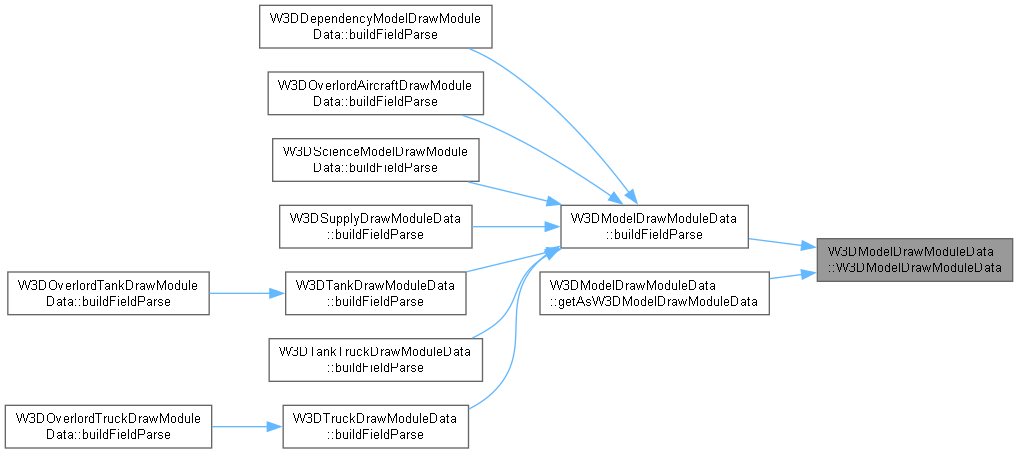 W3DDependencyModelDrawModule
Data::buildFieldParse
W3DOverlordAircraftDrawModule
Data::buildFieldParse
W3DScienceModelDrawModule
Data::buildFieldParse
W3DSupplyDrawModuleData
::buildFieldParse
W3DModelDrawModuleData
::buildFieldParse
W3DModelDrawModuleData
::W3DModelDrawModuleData
W3DOverlordTankDrawModule
Data::buildFieldParse
W3DTankDrawModuleData
::buildFieldParse
W3DModelDrawModuleData
::getAsW3DModelDrawModuleData
W3DTankTruckDrawModuleData
::buildFieldParse
W3DOverlordTruckDrawModule
Data::buildFieldParse
W3DTruckDrawModuleData
::buildFieldParse